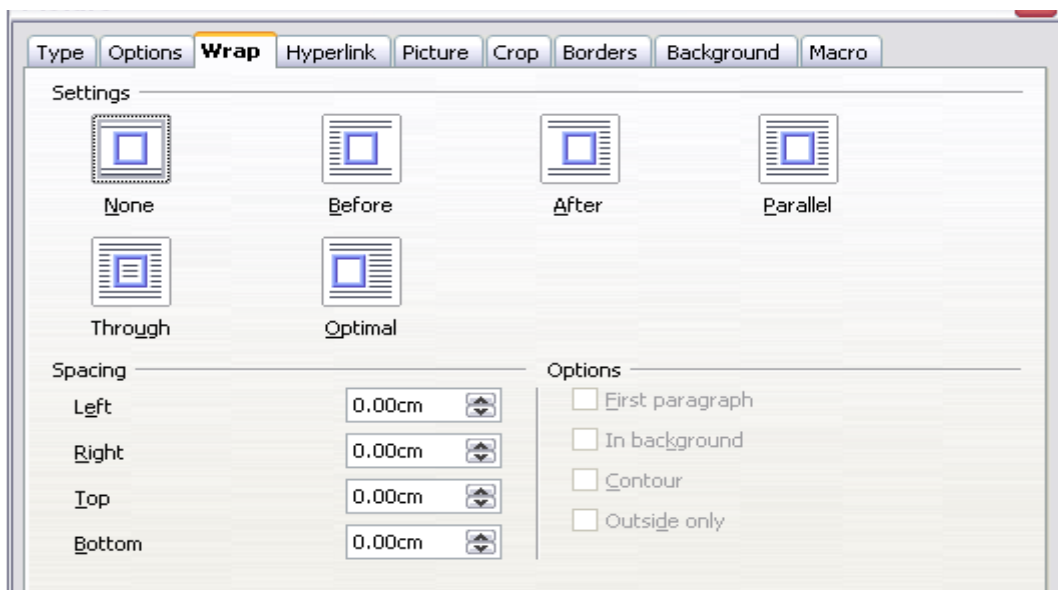 Type Options Wrap Hyperlink Picture Crop Borders Background Macro
Settings
None Before After Parallel
Through Optimal
Spacing Options
Left 0.00cm First paragraph
Right 0.00cm In background
Top 0.00cm Contour
Bottom 0.00cm Outside only